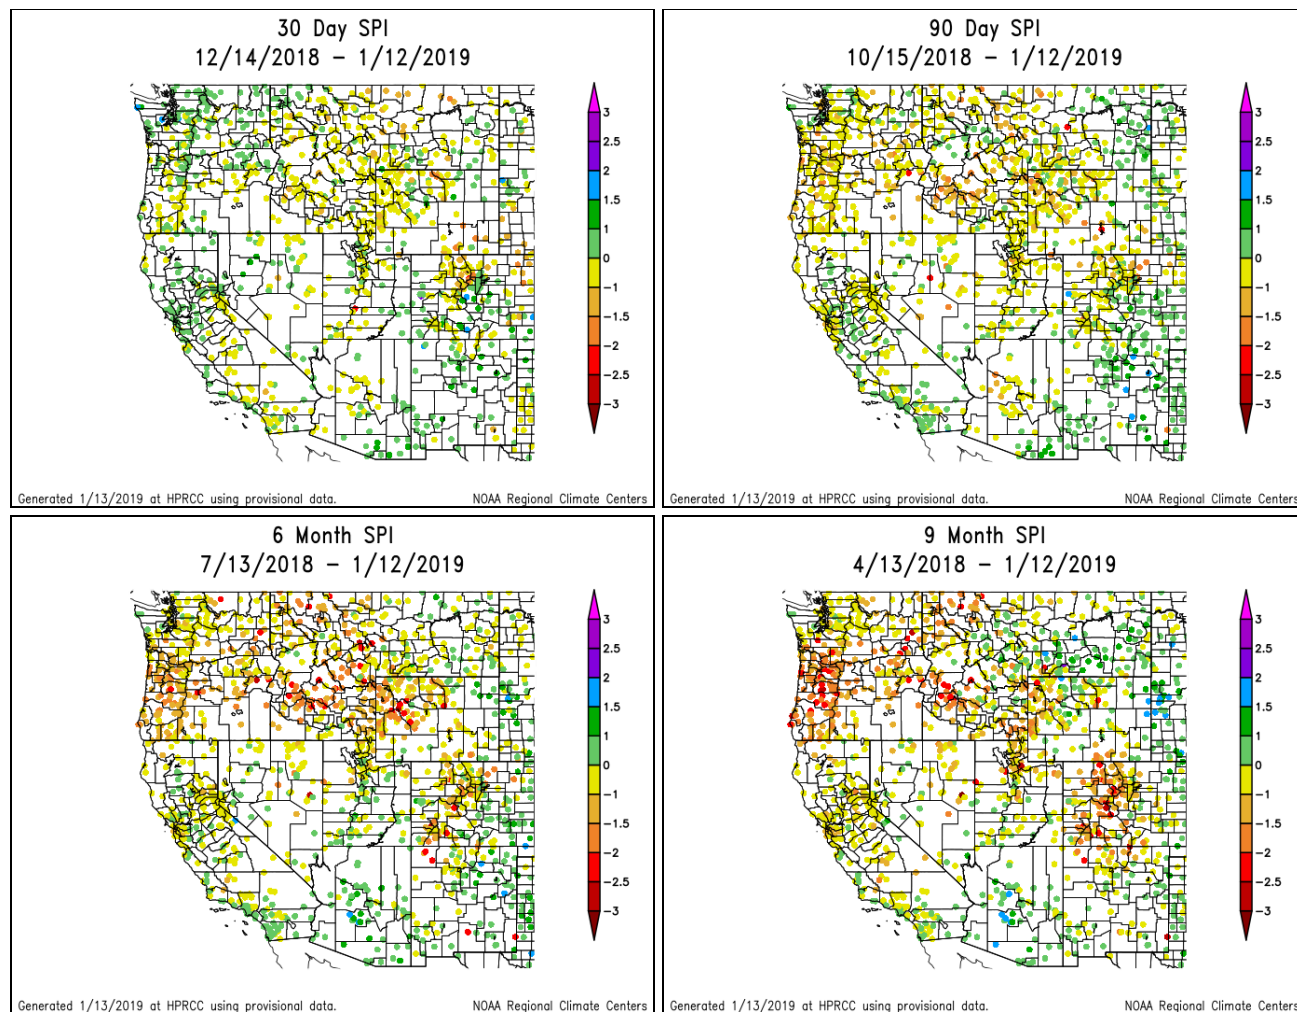 30 Day SPI
12/14/2018 – 1/12/2019
3
2.5
2
1.5
1
0
−1
−1.5
−2
−2.5
−3
Generated 1/13/2019 at HPRCC using provisional data.
NOAA Regional Climate Centers
90 Day SPI
10/15/2018 – 1/12/2019
3
2.5
2
1.5
1
0
−1
−1.5
−2
−2.5
−3
Generated 1/13/2019 at HPRCC using provisional data.
NOAA Regional Climate Centers
6 Month SPI
7/13/2018 – 1/12/2019
3
2.5
2
1.5
1
0
−1
−1.5
−2
−2.5
−3
Generated 1/13/2019 at HPRCC using provisional data.
NOAA Regional Climate Centers
9 Month SPI
4/13/2018 – 1/12/2019
3
2.5
2
1.5
1
0
−1
−1.5
−2
−2.5
−3
Generated 1/13/2019 at HPRCC using provisional data.
NOAA Regional Climate Centers